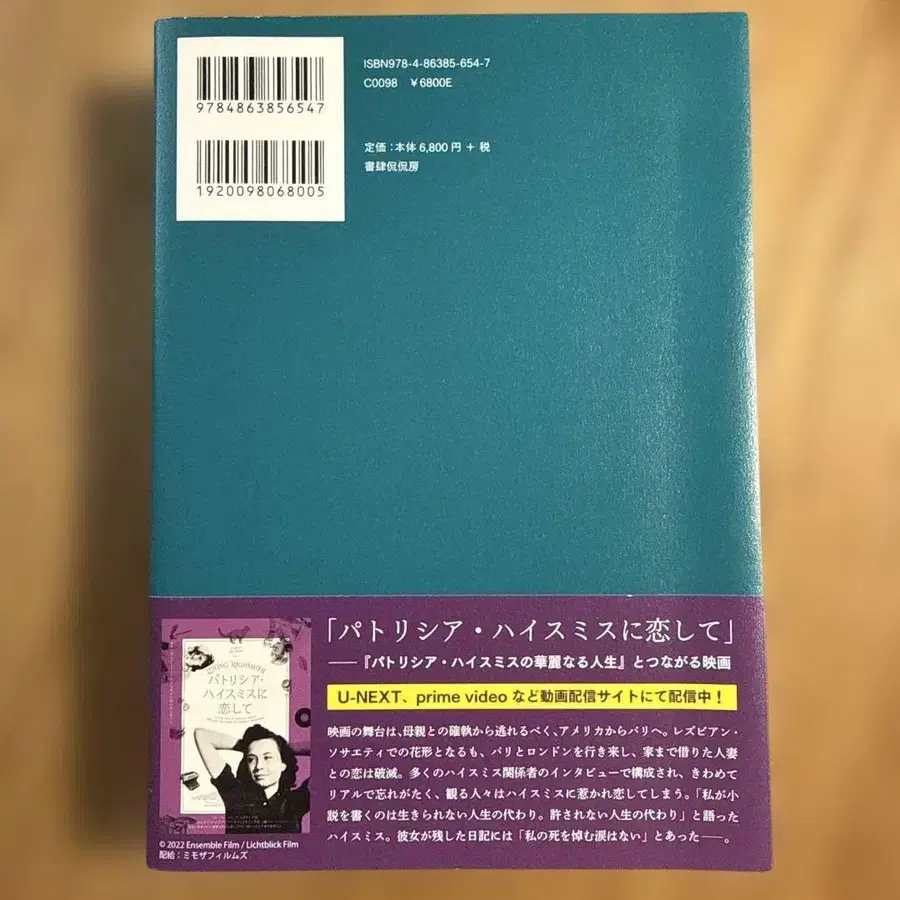 ISBN978-4-86385-654-7
C0098 ￥6800E
9784863856547
定価：本体 6,800 円 + 税
書肆侃侃房
1920098068005
「パトリシア・ハイスミスに恋して」
――『パトリシア・ハイスミスの華麗なる人生』とつながる映画
U-NEXT、prime video など動画配信サイトにて配信中！
映画の舞台は、母親との確執から逃れるべく、アメリカからパリへ。レズビアン・
ソサエティでの花形となるも、パリとロンドンを行き来し、家まで借りた人妻
との恋は破滅。多くのハイスミス関係者のインタビューで構成され、きわめて
リアルで忘れがたく、観る人々はハイスミスに惹かれ恋してしまう。「私が小
説を書くのは生きられない人生の代わり。許されない人生の代わり」と語った
ハイスミス。彼女が残した日記には「私の死を悼む涙はない」とあった――。
LOVING HIGHSMITH
パトリシア・
ハイスミスに
恋して
© 2022 Ensemble Film / Lichtblick Film
配給：ミモザフィルムズ